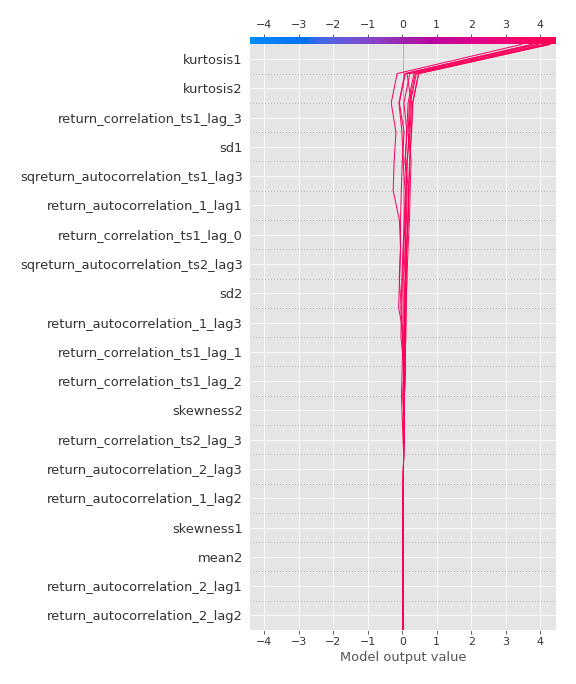 −4 −3 −2 −1 0 1 2 3 4
kurtosis1
kurtosis2
return_correlation_ts1_lag_3
sd1
sqreturn_autocorrelation_ts1_lag3
return_autocorrelation_1_lag1
return_correlation_ts1_lag_0
sqreturn_autocorrelation_ts2_lag3
sd2
return_autocorrelation_1_lag3
return_correlation_ts1_lag_1
return_correlation_ts1_lag_2
skewness2
return_correlation_ts2_lag_3
return_autocorrelation_2_lag3
return_autocorrelation_1_lag2
skewness1
mean2
return_autocorrelation_2_lag1
return_autocorrelation_2_lag2
−4 −3 −2 −1 0 1 2 3 4
Model output value